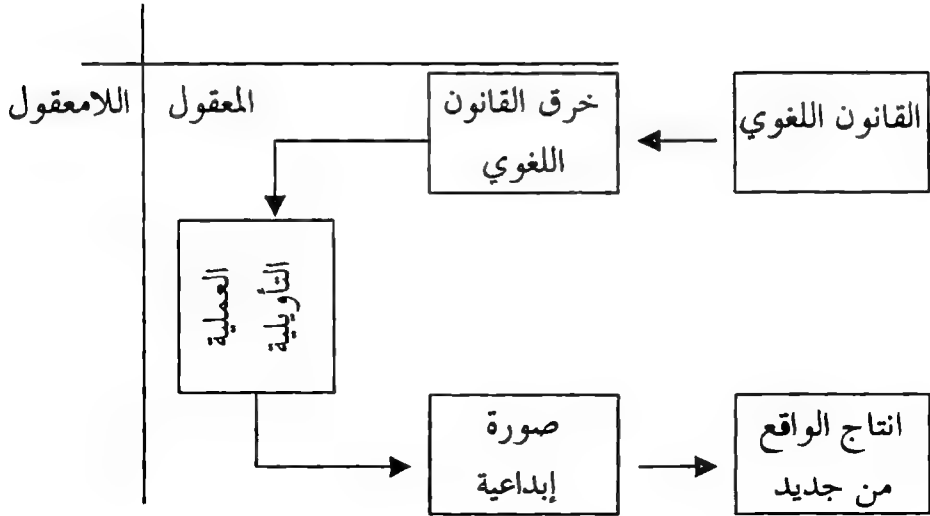 القانون اللغوي
خرق القانون
اللغوي
المعقول
اللامعقول
العملية
التأويلية
صورة
إبداعية
انتاج الواقع
من جديد